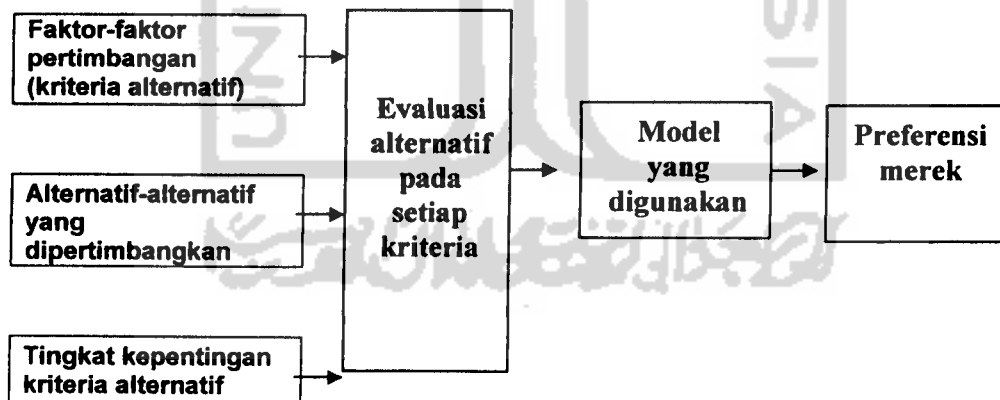 Faktor-faktor
pertimbangan
(kriteria alternatif)
Alternatif-alternatif
yang
dipertimbangkan
Tingkat kepentingan
kriteria alternatif
Evaluasi
alternatif
pada
setiap
kriteria
Model
yang
digunakan
Preferensi
merek